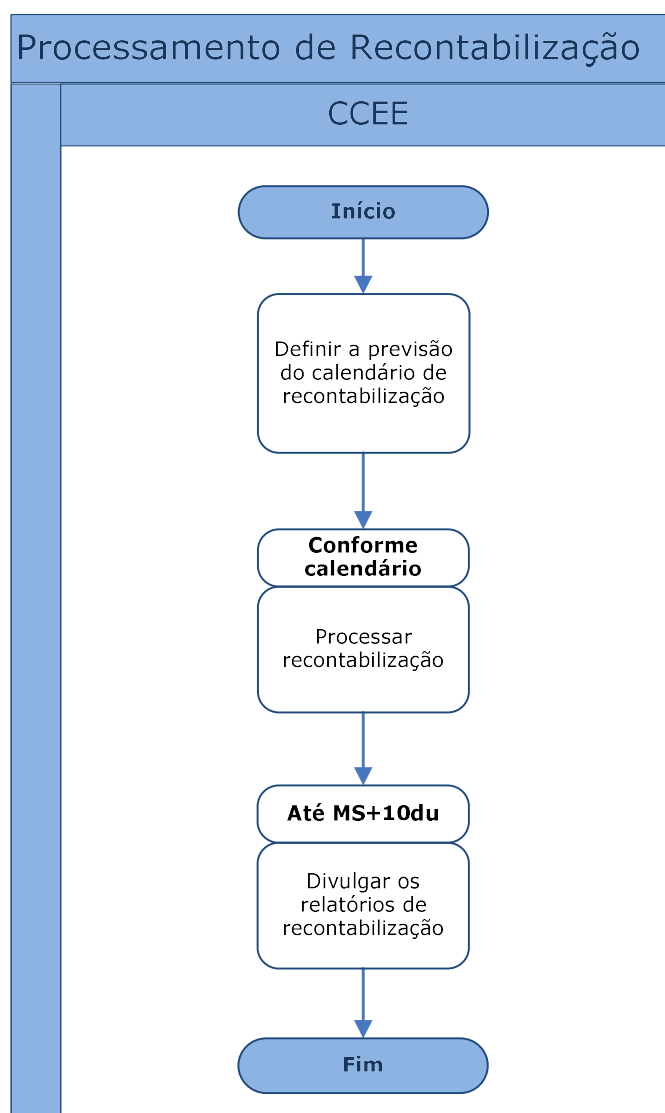 Processamento de Recontabilização
CCEE
Início
Definir a previsão
do calendário de
recontabilização
Conforme
calendário
Processar
recontabilização
Até MS+10du
Divulgar os
relatórios de
recontabilização
Fim